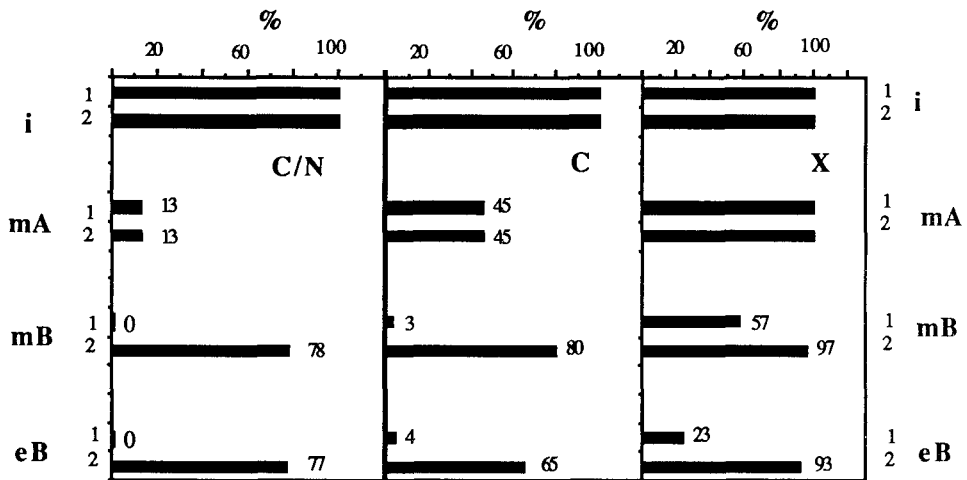 % % %
20 60 100 20 60 100 20 60 100
i 1 1 i
2 2
C/N C X
mA 1 13 45 1 mA
2 13 45 2
mB 1 0 3 57 1 mB
2 78 80 97 2
eB 1 0 4 23 1 eB
2 77 65 93 2